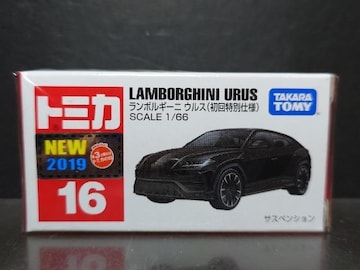 トミカ
LAMBORGHINI URUS
ランボルギーニ ウルス(初回特別仕様)
SCALE 1/66
TAKARA
TOMY
NEW
2019
16
サスペンション